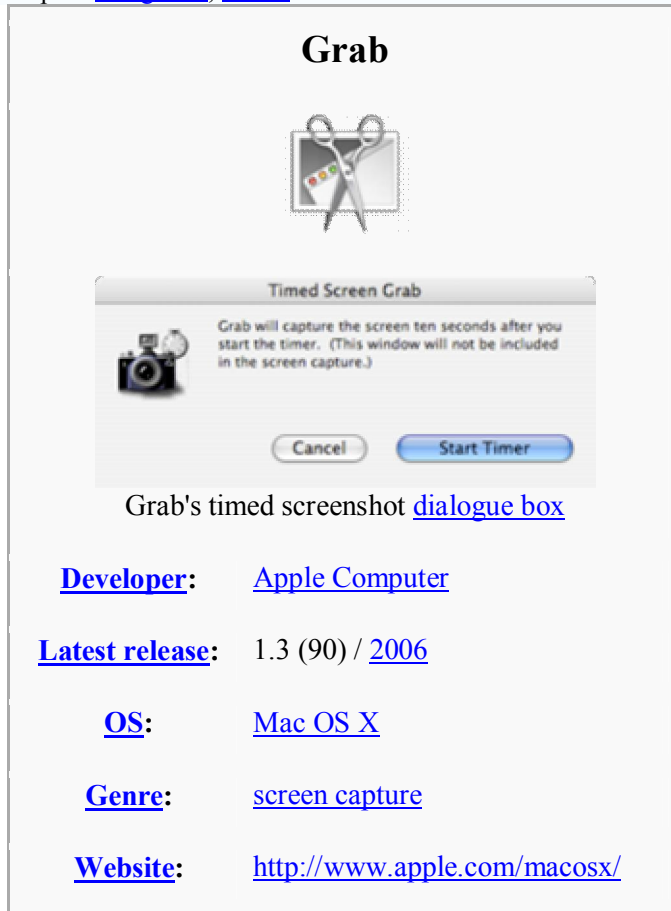 Grab
Timed Screen Grab
Grab will capture the screen ten seconds after you
start the timer. (This window will not be included
in the screen capture.)
Cancel
Start Timer
Grab's timed screenshot dialogue box
Developer: Apple Computer
Latest release: 1.3 (90) / 2006
OS: Mac OS X
Genre: screen capture
Website: http://www.apple.com/macosx/